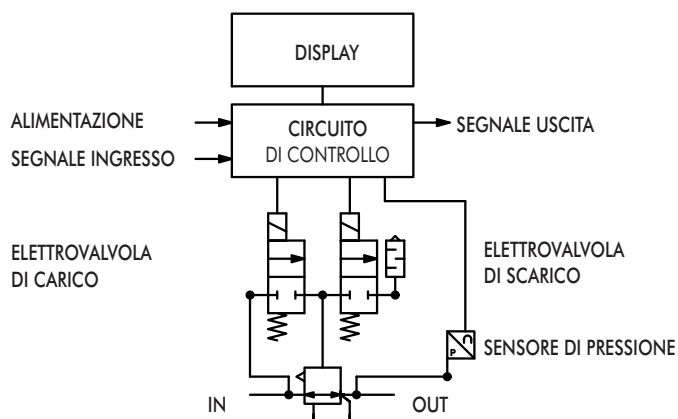 DISPLAY
ALIMENTAZIONE
SEGNALE INGRESSO
CIRCUITO
DI CONTROLLO
SEGNALE USCITA
ELETTROVALVOLA
DI CARICO
ELETTROVALVOLA
DI SCARICO
P
SENSORE DI PRESSIONE
IN
OUT